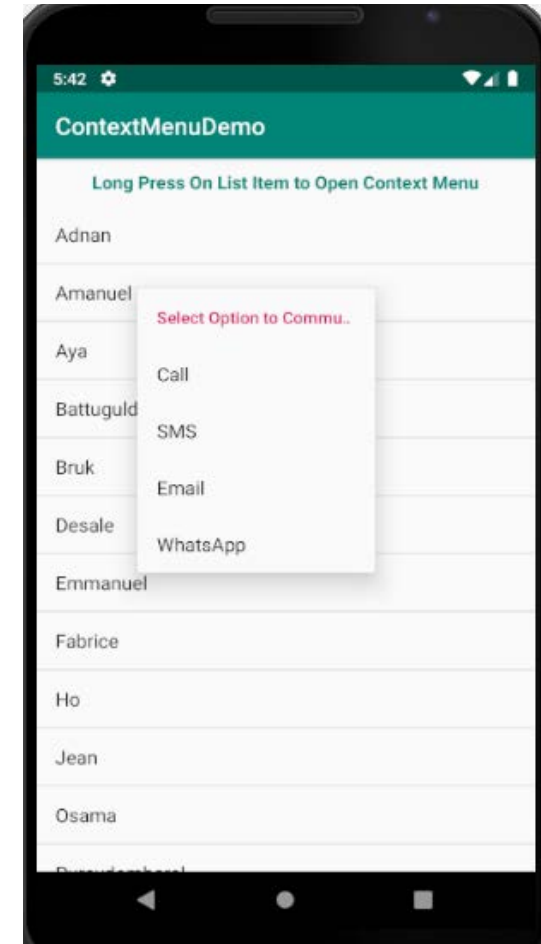 5:42
ContextMenuDemo
Long Press On List Item to Open Context Menu
Adnan
Amanuel
Select Option to Commu..
Aya
Call
Battuguld
SMS
Bruk
Email
Desale
WhatsApp
Emmanuel
Fabrice
Ho
Jean
Osama